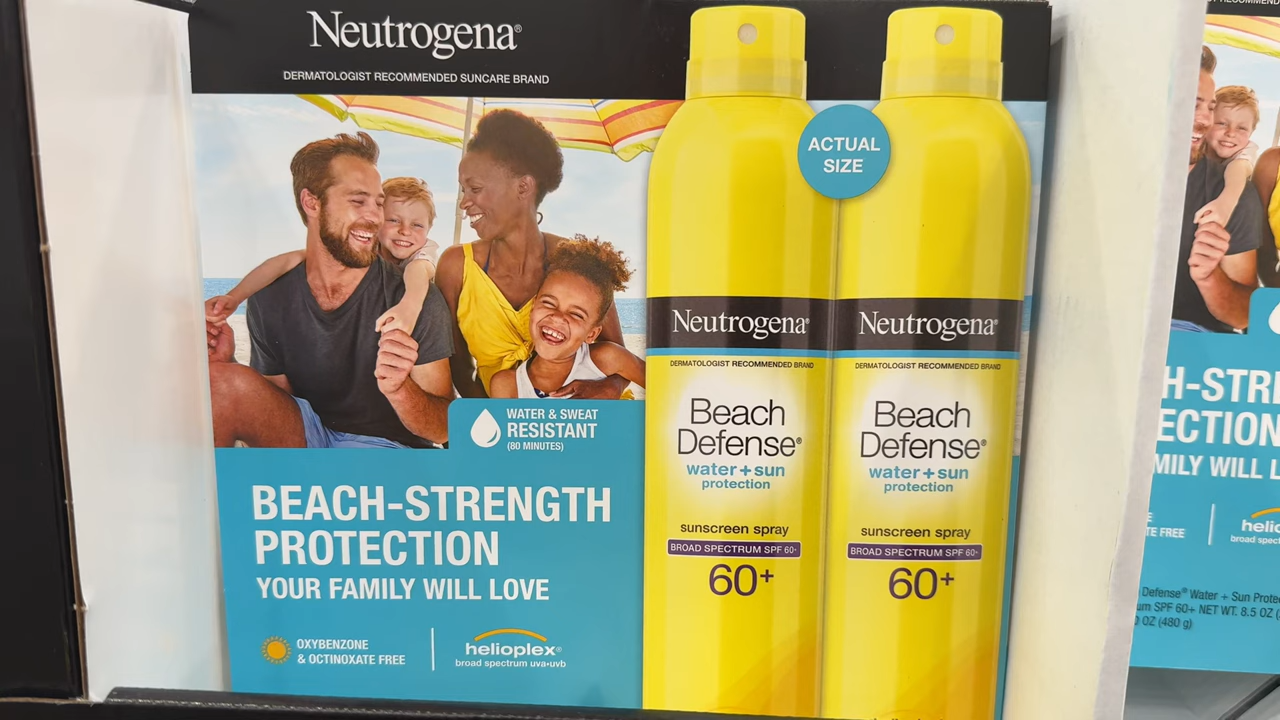 Neutrogena®
DERMATOLOGIST RECOMMENDED SUNCARE BRAND
ACTUAL
SIZE
WATER & SWEAT
RESISTANT
(80 MINUTES)
BEACH-STRENGTH
PROTECTION
YOUR FAMILY WILL LOVE
OXYBENZONE
& OCTINOXATE FREE
helioplex®
broad spectrum uva•uvb
Neutrogena®
DERMATOLOGIST RECOMMENDED BRAND
Beach
Defense®
water+sun
protection
sunscreen spray
BROAD SPECTRUM SPF 60+
60+
Neutrogena®
DERMATOLOGIST RECOMMENDED BRAND
Beach
Defense®
water+sun
protection
sunscreen spray
BROAD SPECTRUM SPF 60+
60+
H-STRE
ECTION
MILY WILL L
TE FREE
helio
broad spect
Defense® Water + Sun Prote
um SPF 60+ NET WT. 8.5 OZ
OZ (480 g)